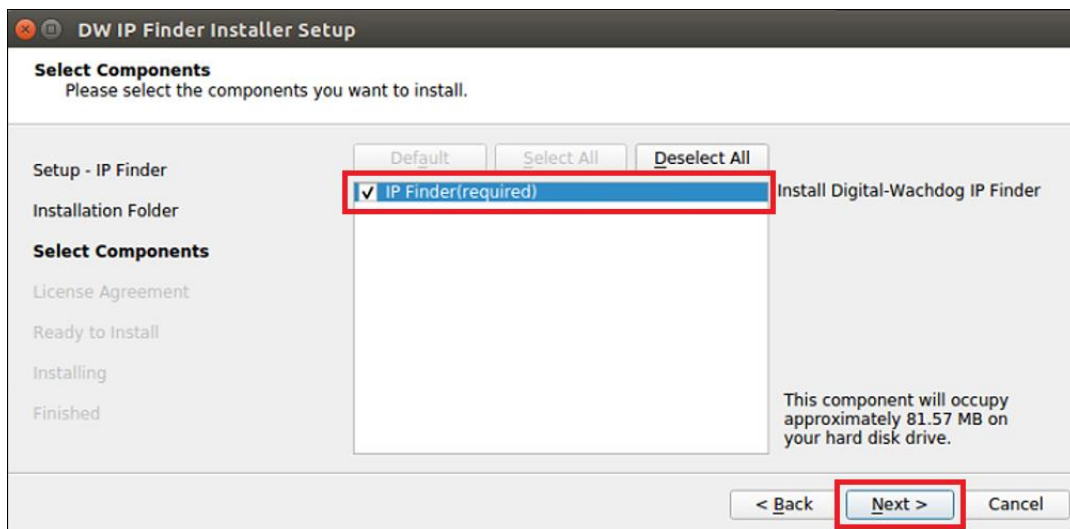 DW IP Finder Installer Setup
Select Components
Please select the components you want to install.
Setup - IP Finder
Installation Folder
Select Components
License Agreement
Ready to Install
Installing
Finished
Default
Select All
Deselect All
IP Finder(required)
Install Digital-Wachdog IP Finder
This component will occupy
approximately 81.57 MB on
your hard disk drive.
< Back
Next >
Cancel